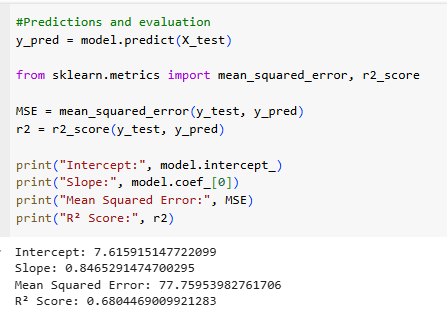 #Predictions and evaluation
y_pred = model.predict(X_test)
from sklearn.metrics import mean_squared_error, r2_score
MSE = mean_squared_error(y_test, y_pred)
r2 = r2_score(y_test, y_pred)
print("Intercept:", model.intercept_)
print("Slope:", model.coef_[0])
print("Mean Squared Error:", MSE)
print("R² Score:", r2)
Intercept: 7.615915147722099
Slope: 0.8465291474700295
Mean Squared Error: 77.75953982761706
R² Score: 0.6804469009921283